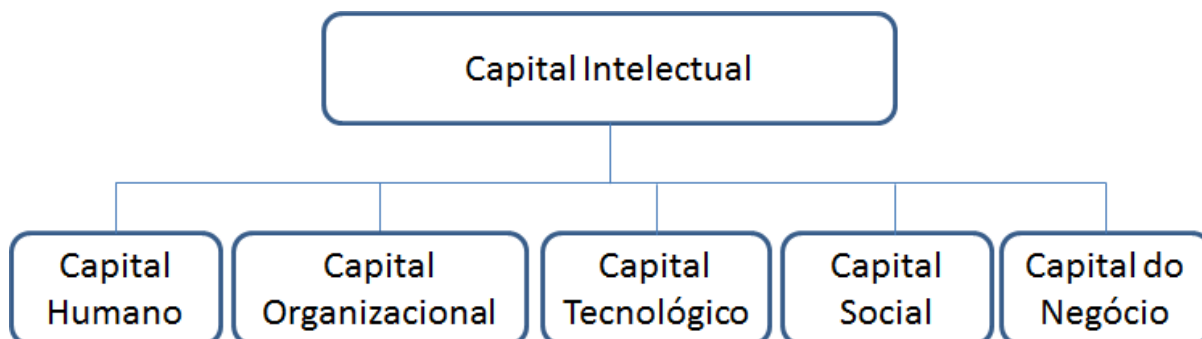 Capital Intelectual
Capital
Humano
Capital
Organizacional
Capital
Tecnológico
Capital
Social
Capital do
Negócio